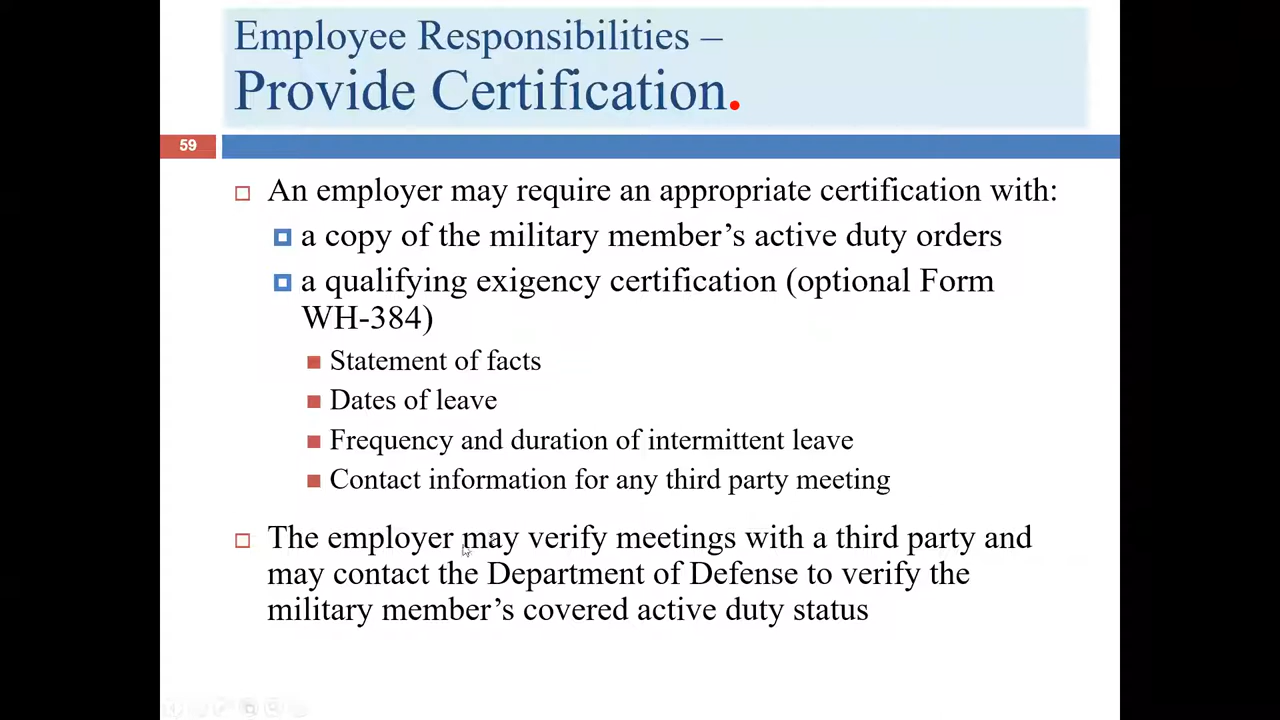 Employee Responsibilities –
Provide Certification.
59
An employer may require an appropriate certification with:
a copy of the military member’s active duty orders
a qualifying exigency certification (optional Form
WH-384)
Statement of facts
Dates of leave
Frequency and duration of intermittent leave
Contact information for any third party meeting
The employer may verify meetings with a third party and
may contact the Department of Defense to verify the
military member’s covered active duty status